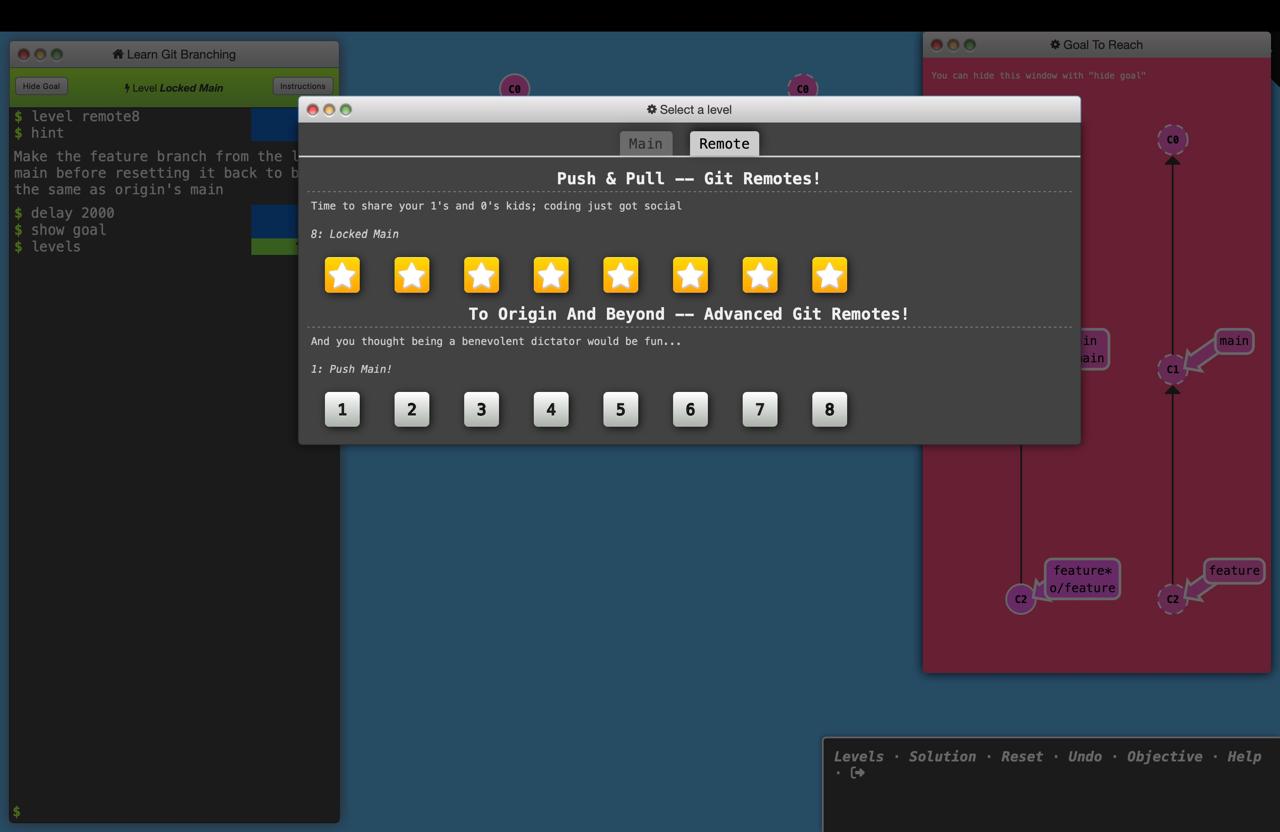 Learn Git Branching
Hide Goal
Level Locked Main
Instructions
$ level remote8
$ hint
Make the feature branch from the l
main before resetting it back to b
the same as origin's main
$ delay 2000
$ show goal
$ levels
$
C0
C0
Select a level
Main
Remote
Push & Pull -- Git Remotes!
Time to share your 1's and 0's kids; coding just got social
8: Locked Main
To Origin And Beyond -- Advanced Git Remotes!
And you thought being a benevolent dictator would be fun...
1: Push Main!
1 2 3 4 5 6 7 8
Goal To Reach
You can hide this window with "hide goal"
C0
in
ain
C1
main
C2
feature*
o/feature
C2
feature
Levels · Solution · Reset · Undo · Objective · Help
·